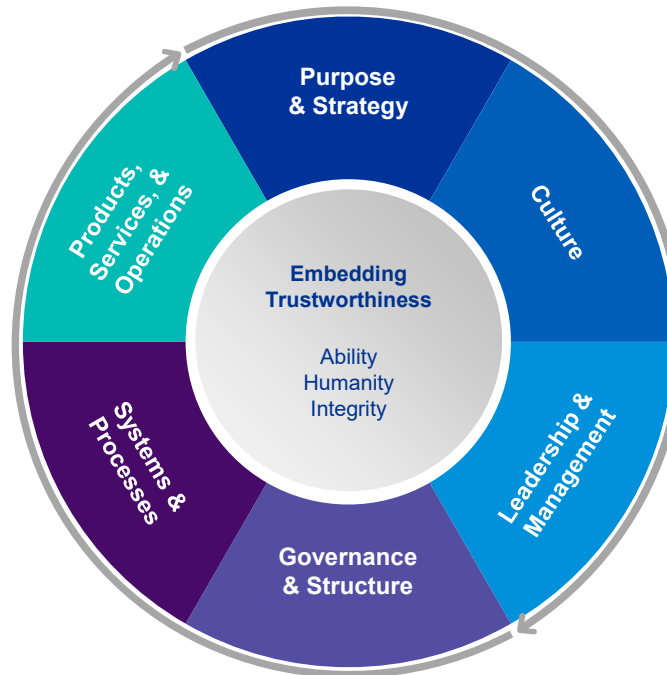 Purpose
& Strategy
Culture
Leadership &
Management
Governance
& Structure
Systems &
Processes
Products,
Services, &
Operations
Embedding
Trustworthiness
Ability
Humanity
Integrity